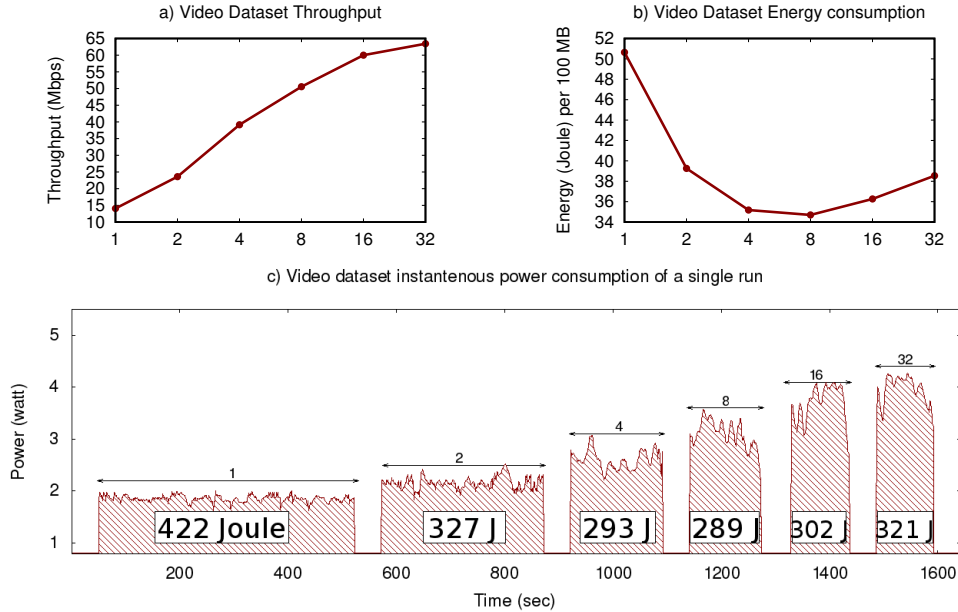 a) Video Dataset Throughput
Throughput (Mbps)
65
60
55
50
45
40
35
30
25
20
15
10
1 2 4 8 16 32
b) Video Dataset Energy consumption
Energy (Joule) per 100 MB
52
50
48
46
44
42
40
38
36
34
1 2 4 8 16 32
c) Video dataset instantenous power consumption of a single run
Power (watt)
5
4
3
2
1
1
2
4
8
16
32
422 Joule
327 J
293 J
289 J
302 J
321 J
200 400 600 800 1000 1200 1400 1600
Time (sec)